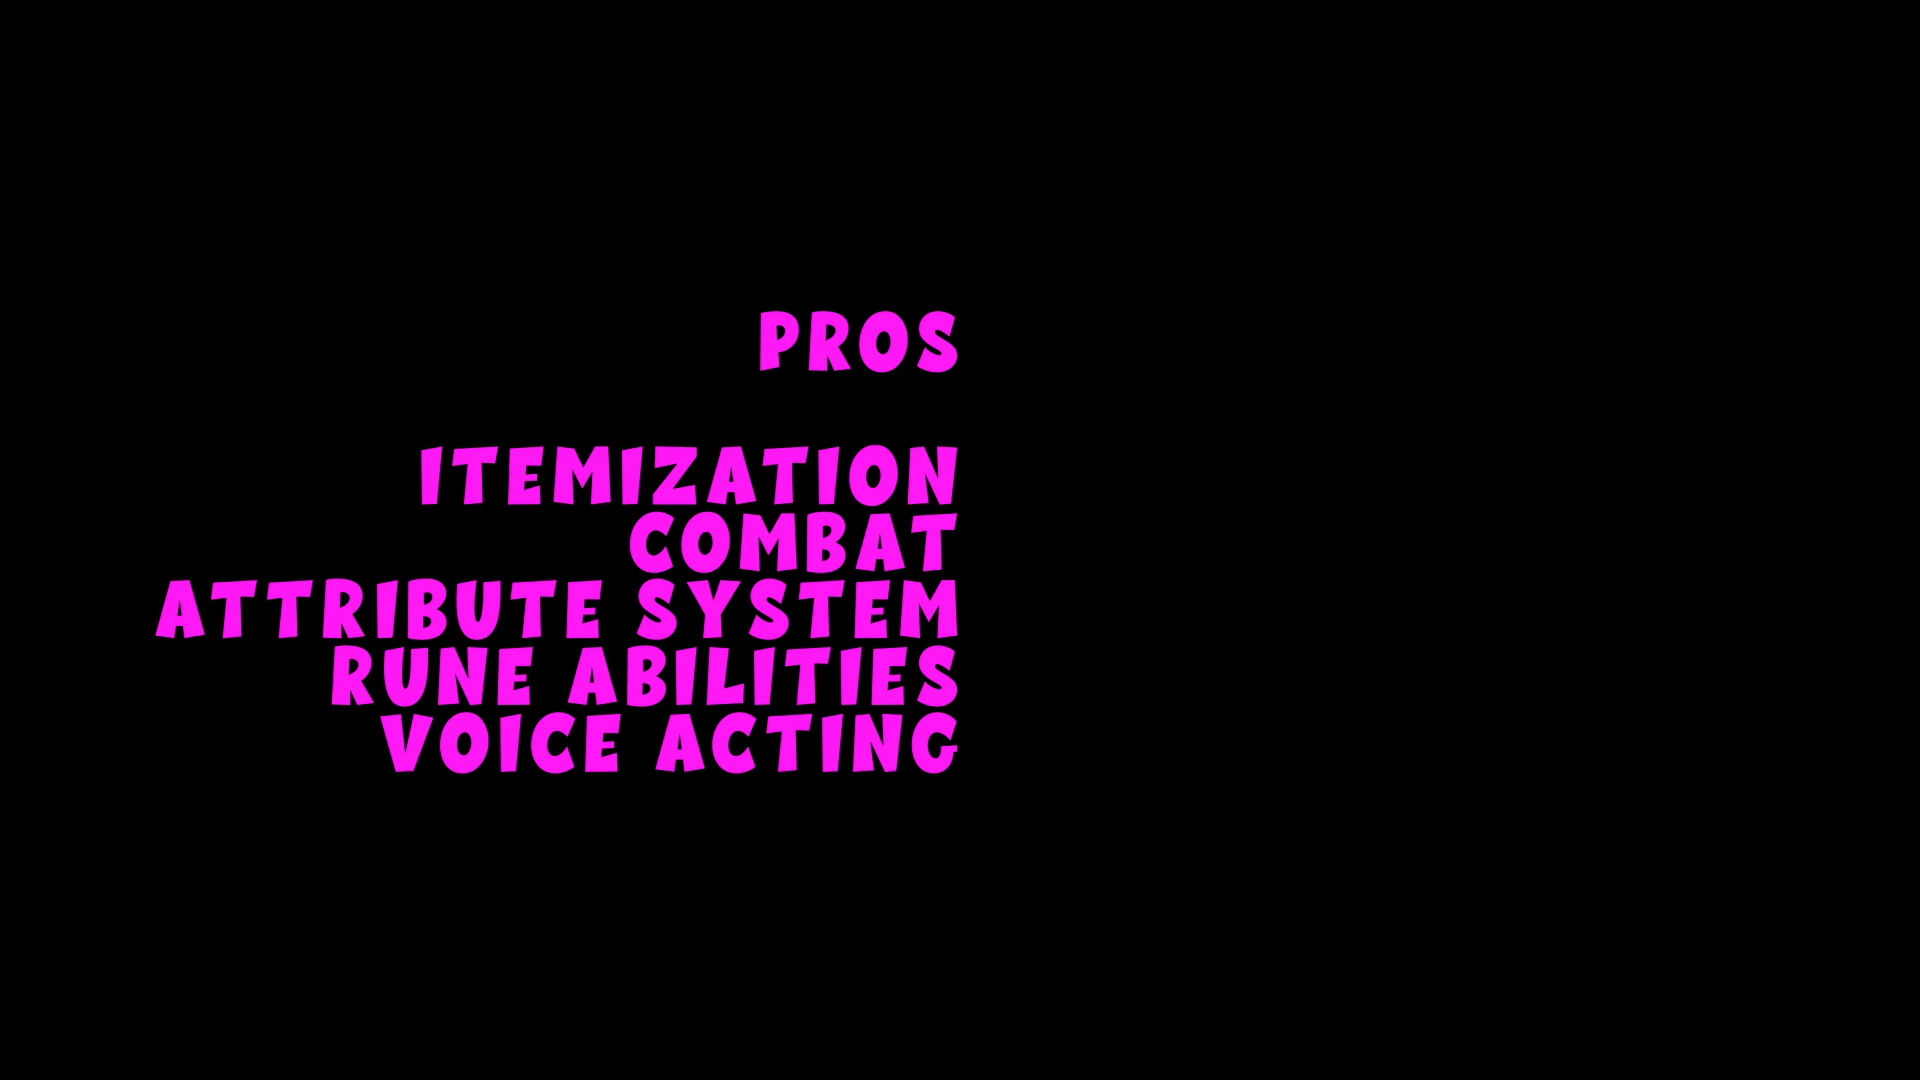 PROS
ITEMIZATION
COMBAT
ATTRIBUTE SYSTEM
RUNE ABILITIES
VOICE ACTING